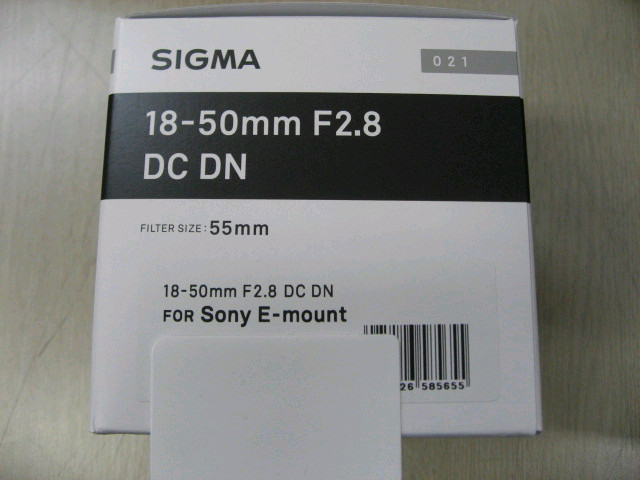 SIGMA
021
18-50mm F2.8
DC DN
FILTER SIZE: 55mm
18-50mm F2.8 DC DN
FOR Sony E-mount
26 585655